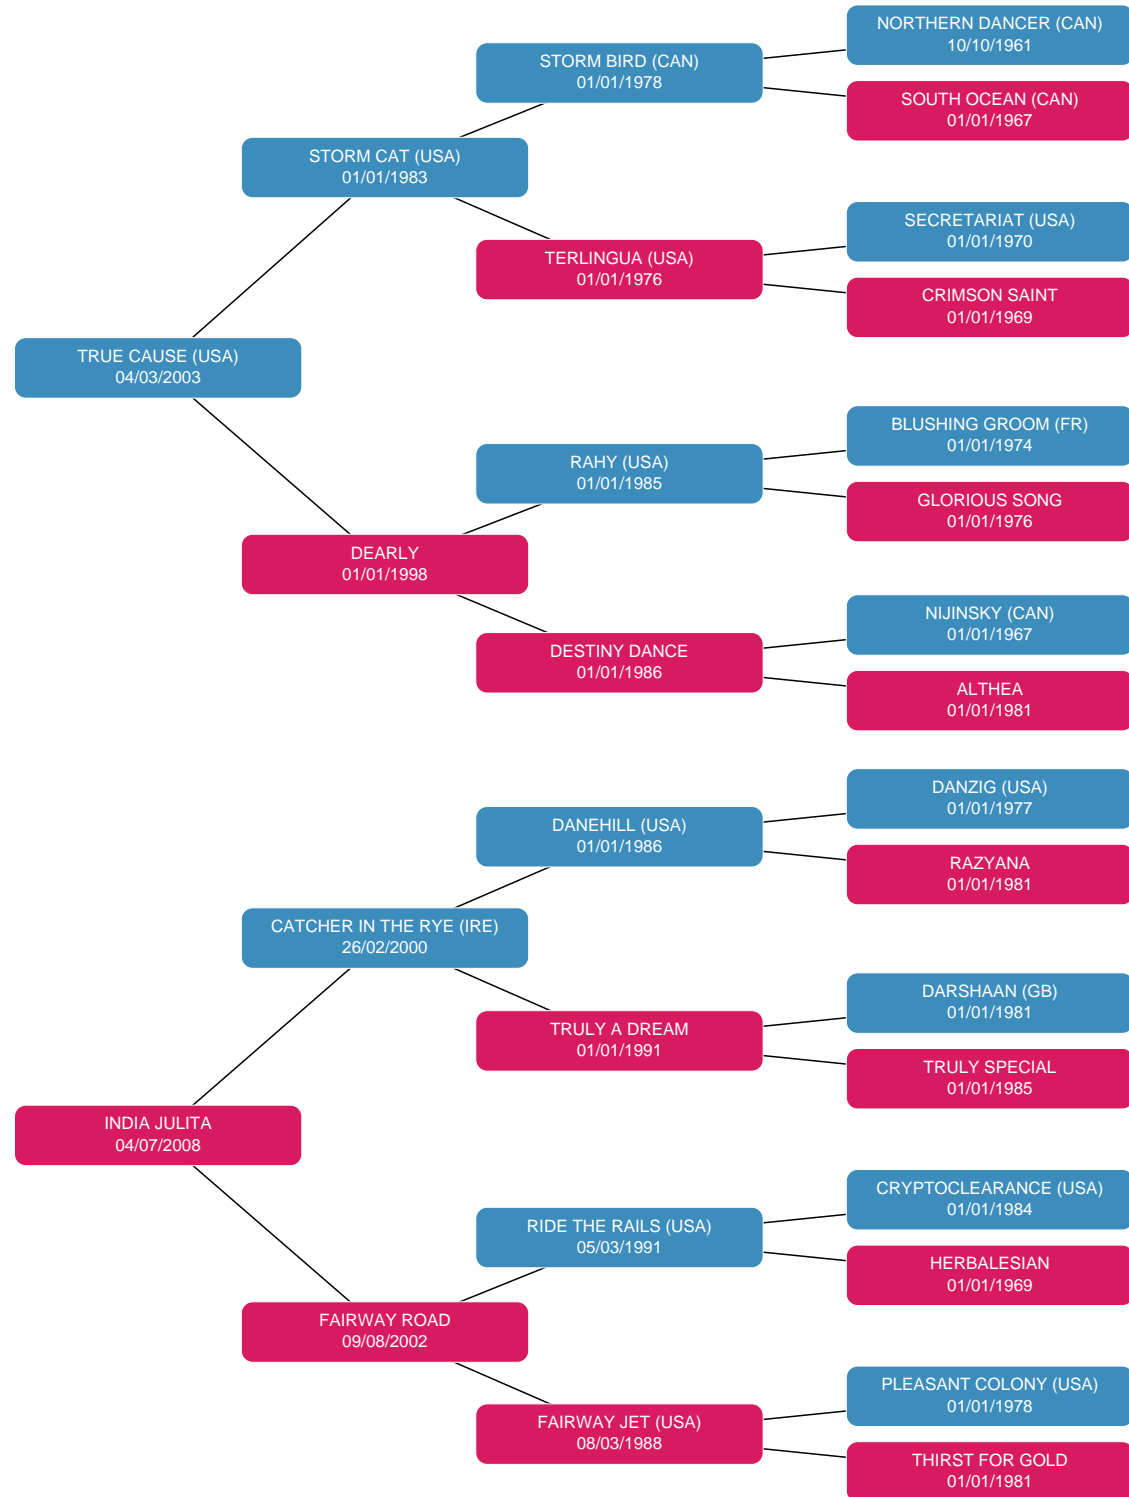 NORTHERN DANCER (CAN)
10/10/1961
STORM BIRD (CAN)
01/01/1978
SOUTH OCEAN (CAN)
01/01/1967
STORM CAT (USA)
01/01/1983
SECRETARIAT (USA)
01/01/1970
TERLINGUA (USA)
01/01/1976
CRIMSON SAINT
01/01/1969
TRUE CAUSE (USA)
04/03/2003
BLUSHING GROOM (FR)
01/01/1974
RAHY (USA)
01/01/1985
GLORIOUS SONG
01/01/1976
DEARLY
01/01/1998
NIJINSKY (CAN)
01/01/1967
DESTINY DANCE
01/01/1986
ALTHEA
01/01/1981
DANZIG (USA)
01/01/1977
DANEHILL (USA)
01/01/1986
RAZYANA
01/01/1981
CATCHER IN THE RYE (IRE)
26/02/2000
DARSHAAN (GB)
01/01/1981
TRULY A DREAM
01/01/1991
TRULY SPECIAL
01/01/1985
INDIA JULITA
04/07/2008
CRYPTOCLEARANCE (USA)
01/01/1984
RIDE THE RAILS (USA)
05/03/1991
HERBALESIAN
01/01/1969
FAIRWAY ROAD
09/08/2002
PLEASANT COLONY (USA)
01/01/1978
FAIRWAY JET (USA)
08/03/1988
THIRST FOR GOLD
01/01/1981